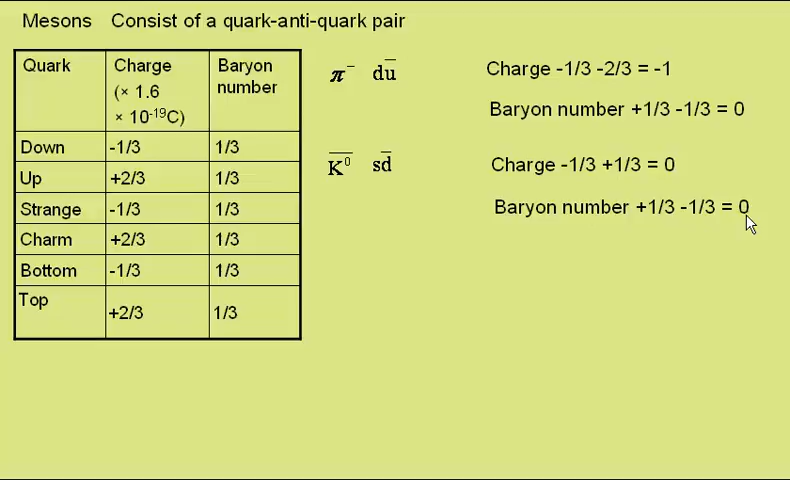 Mesons Consist of a quark-anti-quark pair
Quark Charge Baryon
(× 1.6 number
× 10⁻¹⁹C)
Down -1/3 1/3
Up +2/3 1/3
Strange -1/3 1/3
Charm +2/3 1/3
Bottom -1/3 1/3
Top +2/3 1/3
π⁻ du̅ Charge -1/3 -2/3 = -1
Baryon number +1/3 -1/3 = 0
K̅⁰ sd̅ Charge -1/3 +1/3 = 0
Baryon number +1/3 -1/3 = 0